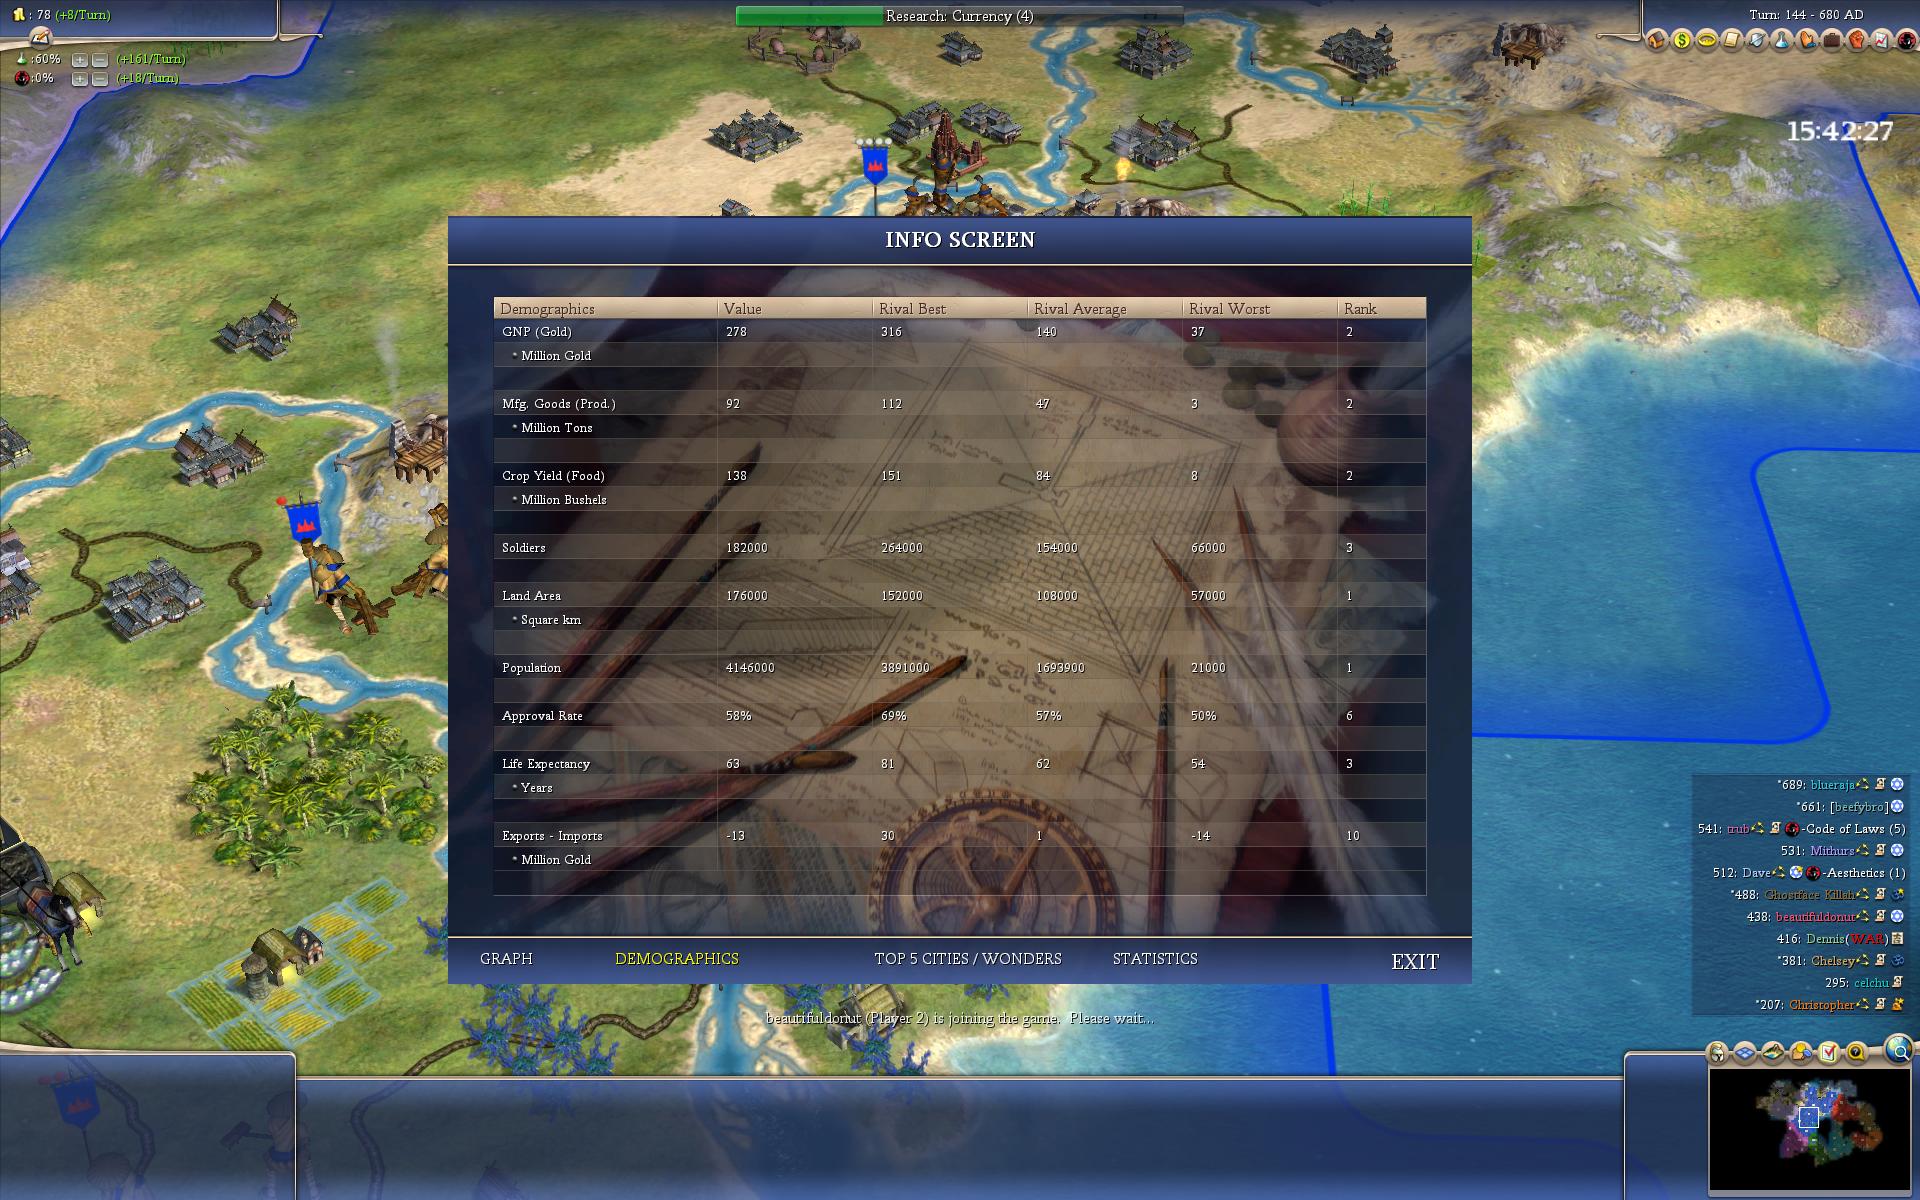 : 78 (+8/Turn)
Research: Currency (4)
Turn: 144 - 680 AD
:60% (+161/Turn)
:0% (+18/Turn)
15:42:27
INFO SCREEN
Demographics Value Rival Best Rival Average Rival Worst Rank
GNP (Gold) 278 316 140 37 2
* Million Gold
Mfg. Goods (Prod.) 92 112 47 3 2
* Million Tons
Crop Yield (Food) 138 151 84 8 2
* Million Bushels
Soldiers 182000 264000 154000 66000 3
Land Area 176000 152000 108000 57000 1
* Square km
Population 4146000 3891000 1693900 21000 1
Approval Rate 58% 69% 57% 50% 6
Life Expectancy 63 81 62 54 3
* Years
Exports - Imports -13 30 1 -14 10
* Million Gold
GRAPH DEMOGRAPHICS TOP 5 CITIES / WONDERS STATISTICS EXIT
beautifuldonut (Player 2) is joining the game. Please wait...
*689: blueraja
*661: [beefybro]
541: trub -Code of Laws (5)
531: Mithurs
512: Dave -Aesthetics (1)
*488: Ghostface Killah
438: beautifuldonut
416: Dennis(WAR)
*381: Chelsey
295: celchu
*207: Christopher